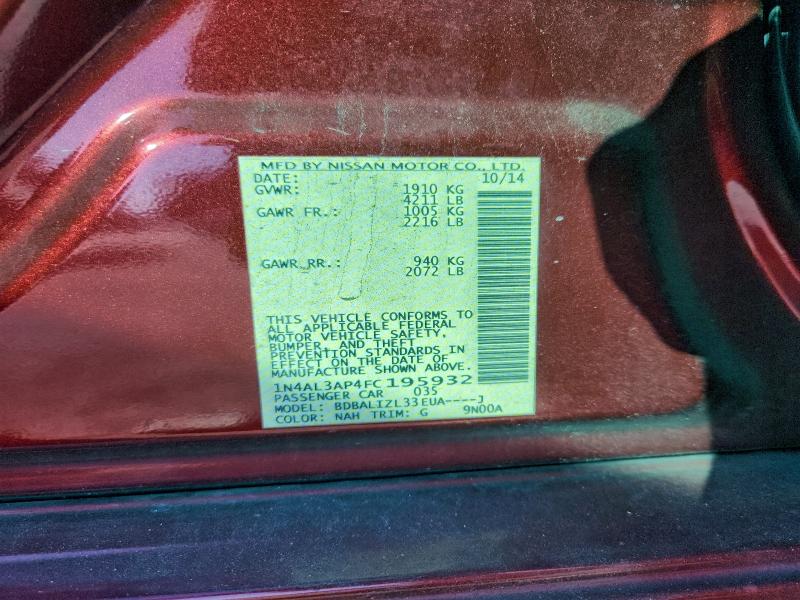 MFD BY NISSAN MOTOR CO., LTD.
DATE: 10/14
GVWR: 1910 KG
4211 LB
GAWR FR.: 1005 KG
2216 LB
GAWR RR.: 940 KG
2072 LB
THIS VEHICLE CONFORMS TO
ALL APPLICABLE FEDERAL
MOTOR VEHICLE SAFETY,
BUMPER, AND THEFT
PREVENTION STANDARDS IN
EFFECT ON THE DATE OF
MANUFACTURE SHOWN ABOVE.
1N4AL3AP4FC195932
PASSENGER CAR 035
MODEL: BDBALIZL33EUA----J
COLOR: NAH TRIM: G 9N00A